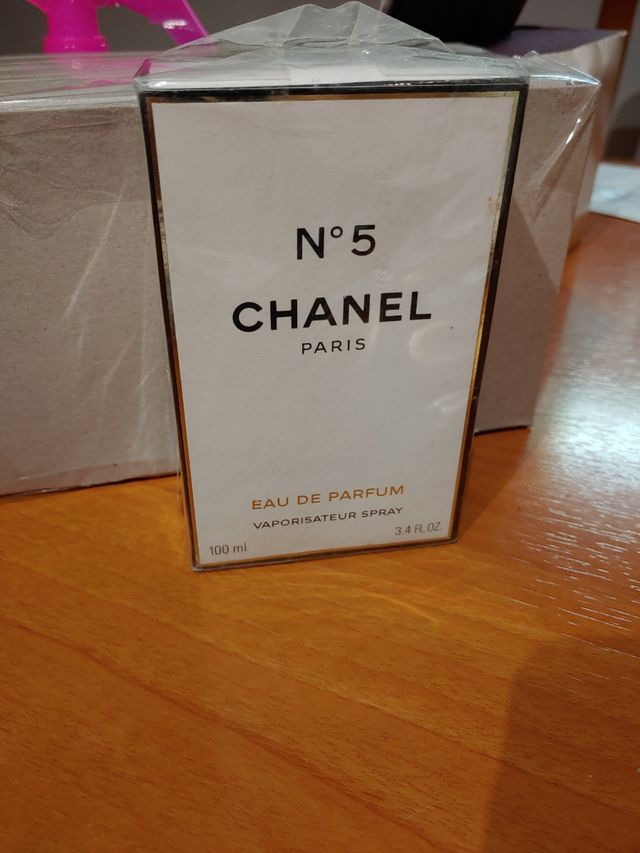 N°5
CHANEL
PARIS
EAU DE PARFUM
VAPORISATEUR SPRAY
100 ml
3.4 FL.OZ.